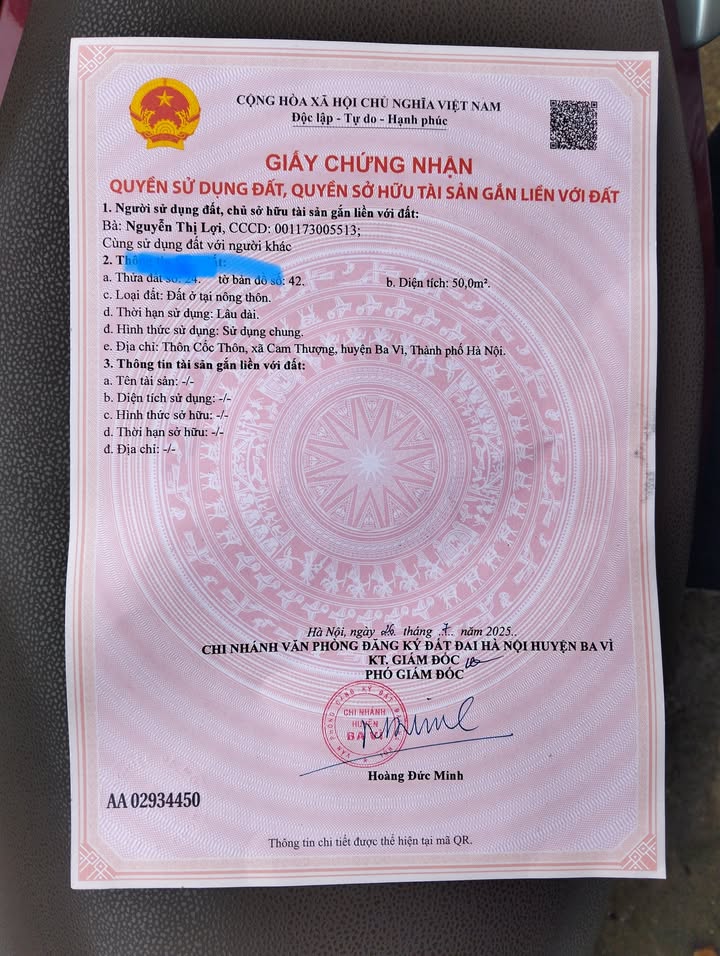 CỘNG HÒA XÃ HỘI CHỦ NGHĨA VIỆT NAM
Độc lập - Tự do - Hạnh phúc
GIẤY CHỨNG NHẬN
QUYỀN SỬ DỤNG ĐẤT, QUYỀN SỞ HỮU TÀI SẢN GẮN LIỀN VỚI ĐẤT
1. Người sử dụng đất, chủ sở hữu tài sản gắn liền với đất:
Bà: Nguyễn Thị Lợi, CCCD: 001173005513;
Cùng sử dụng đất với người khác
2. Thông
a. Thửa đất số: 24. tờ bản đồ số: 42. b. Diện tích: 50,0m².
c. Loại đất: Đất ở tại nông thôn.
d. Thời hạn sử dụng: Lâu dài.
đ. Hình thức sử dụng: Sử dụng chung.
e. Địa chỉ: Thôn Cốc Thôn, xã Cam Thượng, huyện Ba Vì, Thành phố Hà Nội.
3. Thông tin tài sản gắn liền với đất:
a. Tên tài sản: -/-
b. Diện tích sử dụng: -/-
c. Hình thức sở hữu: -/-
d. Thời hạn sở hữu: -/-
đ. Địa chỉ: -/-
Hà Nội, ngày 26. tháng .7.. năm 2025..
CHI NHÁNH VĂN PHÒNG ĐĂNG KÝ ĐẤT ĐAI HÀ NỘI HUYỆN BA VÌ
KT. GIÁM ĐỐC
PHÓ GIÁM ĐỐC
CHI NHÁNH
HUYỆN
BA VÌ
Hoàng Đức Minh
AA 02934450
Thông tin chi tiết được thể hiện tại mã QR.